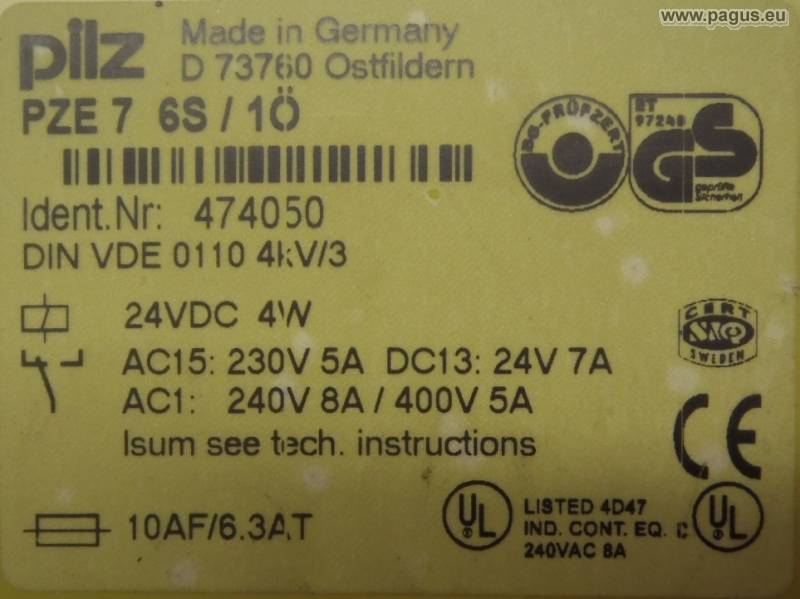 www.pagus.eu
pilz
Made in Germany
D 73760 Ostfildern
PZE 7 6S / 1Ö
BG-PRÜFZERT
ET
97240
GS
geprüfte
Sicherheit
Ident.Nr: 474050
DIN VDE 0110 4kV/3
24VDC 4W
CERT
SWEDEN
AC15: 230V 5A DC13: 24V 7A
AC1: 240V 8A / 400V 5A
Isum see tech. instructions
CE
10AF/6.3A.T
UL
LISTED 4D47
IND. CONT. EQ.
240VAC 8A
UL